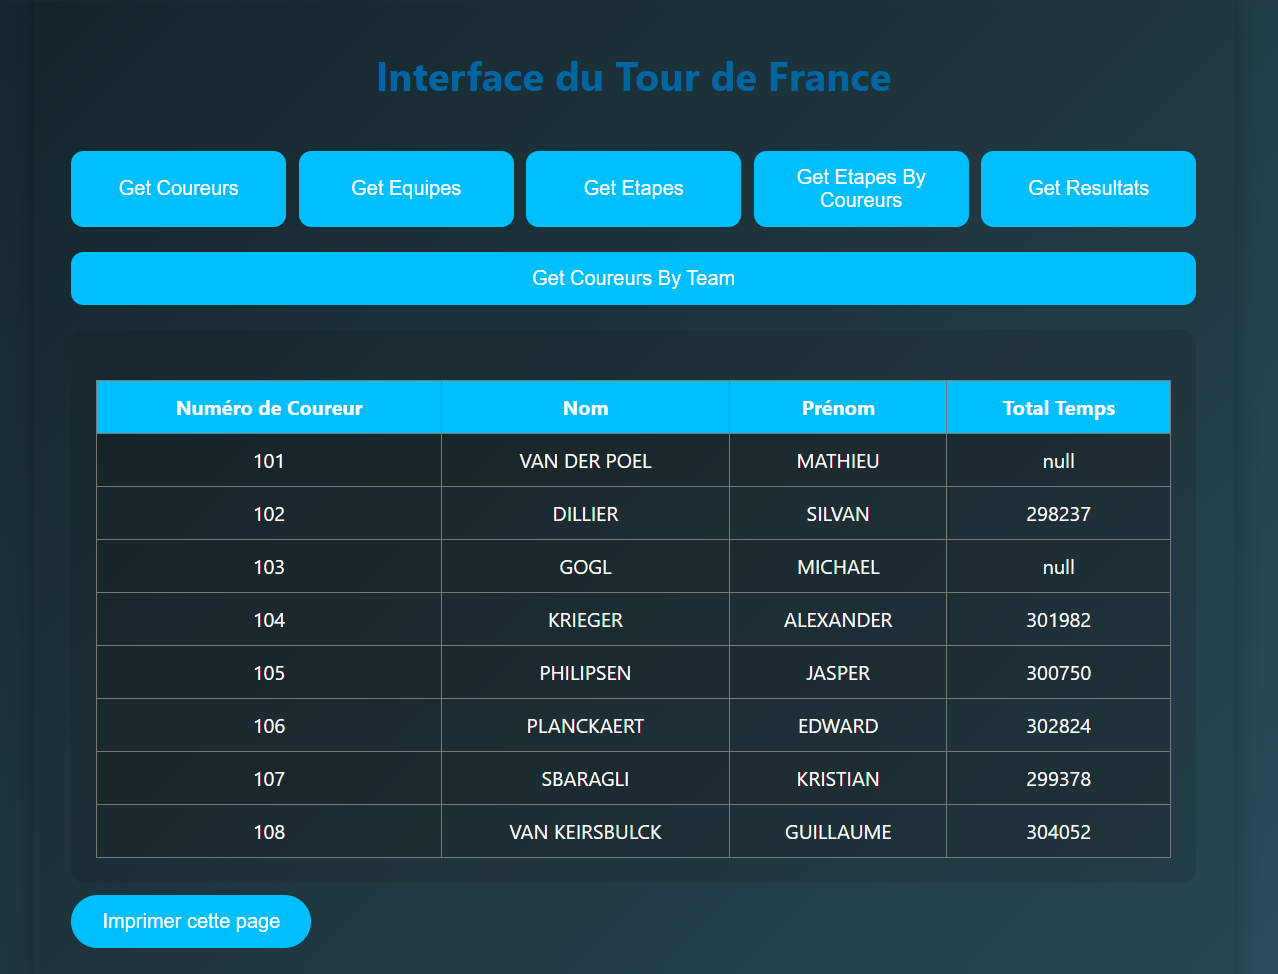 Interface du Tour de France
Get Coureurs
Get Equipes
Get Etapes
Get Etapes By
Coureurs
Get Resultats
Get Coureurs By Team
Numéro de Coureur Nom Prénom Total Temps
101 VAN DER POEL MATHIEU null
102 DILLIER SILVAN 298237
103 GOGL MICHAEL null
104 KRIEGER ALEXANDER 301982
105 PHILIPSEN JASPER 300750
106 PLANCKAERT EDWARD 302824
107 SBARAGLI KRISTIAN 299378
108 VAN KEIRSBULCK GUILLAUME 304052
Imprimer cette page